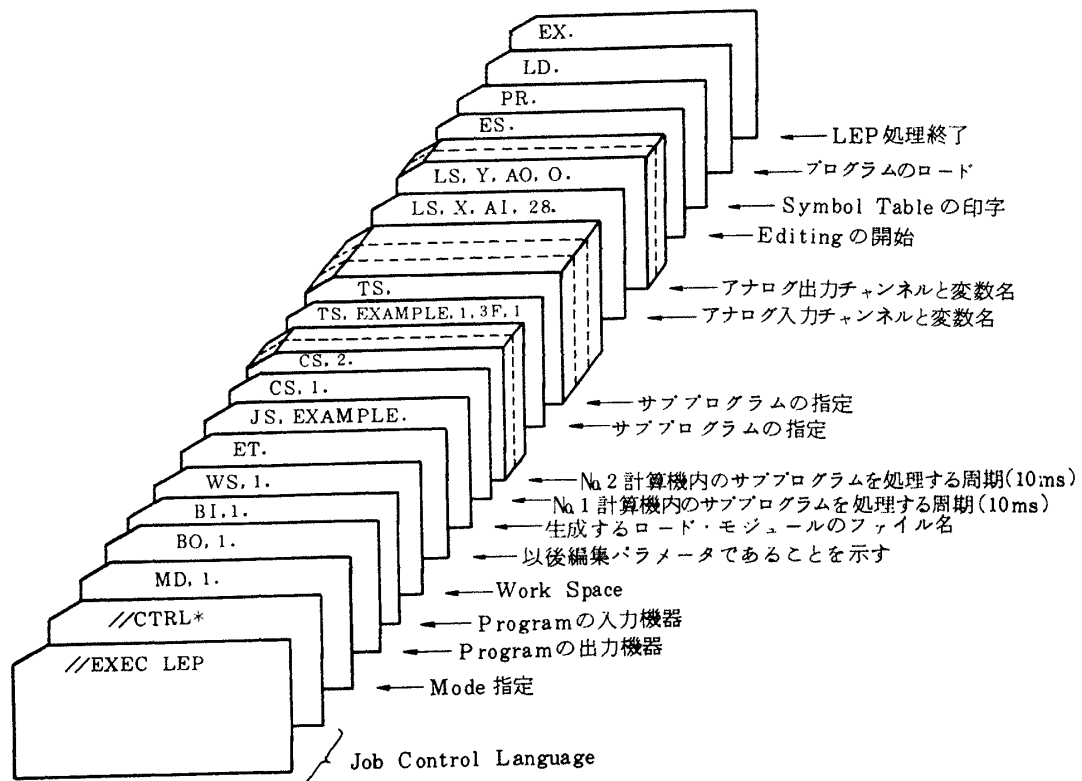 EX.
LD.
PR.
ES.
LS, Y, AO, O.
LS, X, AI, 28.
TS,
TS, EXAMPLE, 1, 3F, 1
CS, 2.
CS, 1.
JS, EXAMPLE.
ET.
WS, 1.
BI, 1.
BO, 1.
MD, 1.
//CTRL*
//EXEC LEP
LEP処理終了
プログラムのロード
Symbol Tableの印字
Editingの開始
アナログ出力チャンネルと変数名
アナログ入力チャンネルと変数名
サブプログラムの指定
サブプログラムの指定
№2計算機内のサブプログラムを処理する周期(10ms)
№1計算機内のサブプログラムを処理する周期(10ms)
生成するロード・モジュールのファイル名
以後編集パラメータであることを示す
Work Space
Programの入力機器
Programの出力機器
Mode指定
Job Control Language